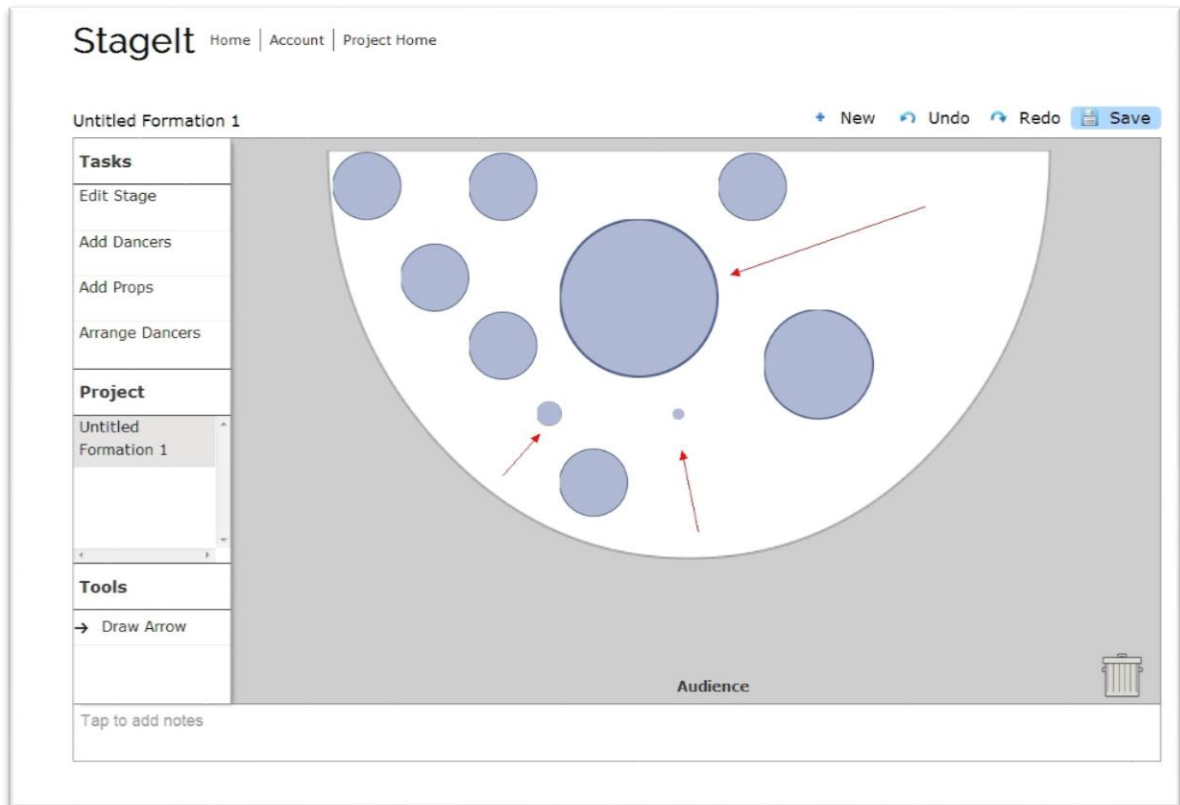 StageIt Home Account Project Home
Untitled Formation 1
New Undo Redo Save
Tasks
Edit Stage
Add Dancers
Add Props
Arrange Dancers
Project
Untitled
Formation 1
Tools
Draw Arrow
Audience
Tap to add notes